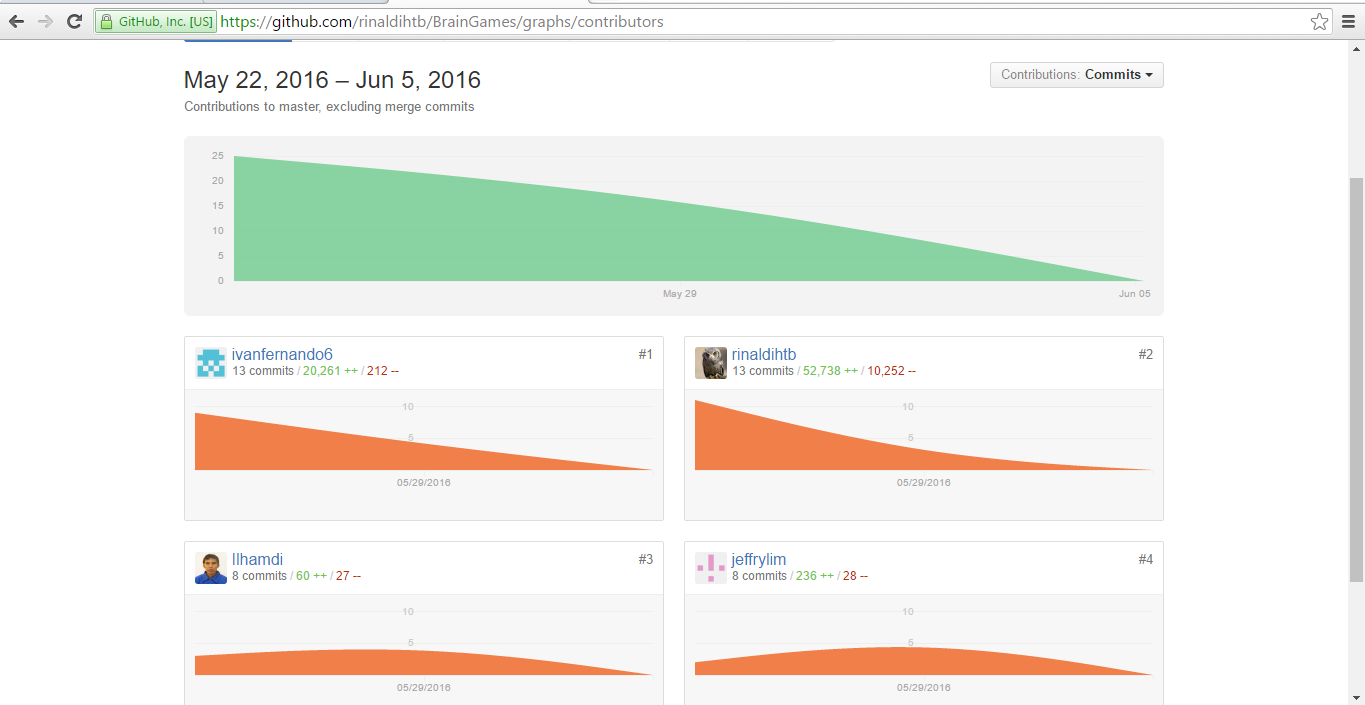 GitHub, Inc. [US] https://github.com/rinaldihtb/BrainGames/graphs/contributors
May 22, 2016 – Jun 5, 2016
Contributions: Commits
Contributions to master, excluding merge commits
25
20
15
10
5
0
May 29
Jun 05
ivanfernando6
#1
13 commits / 20,261 ++ / 212 --
10
5
05/29/2016
rinaldihtb
#2
13 commits / 52,738 ++ / 10,252 --
10
5
05/29/2016
Ilhamdi
#3
8 commits / 60 ++ / 27 --
10
5
05/29/2016
jeffrylim
#4
8 commits / 236 ++ / 28 --
10
5
05/29/2016